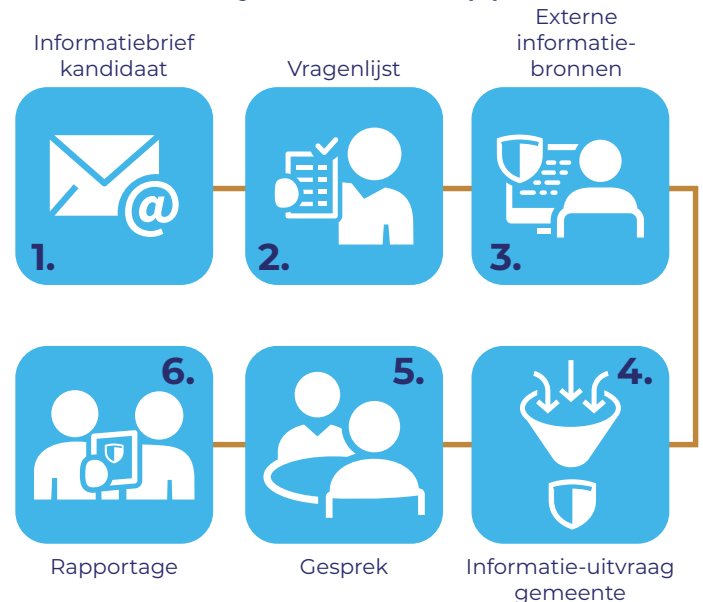 Informatiebrief
kandidaat
Vragenlijst
Externe
informatie-
bronnen
@
1.
2.
3.
6.
5.
4.
Rapportage
Gesprek
Informatie-uitvraag
gemeente